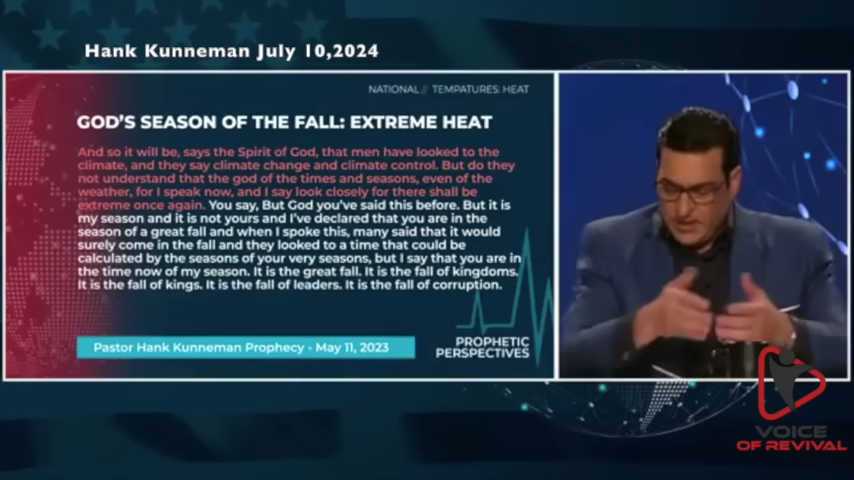 Hank Kunneman July 10,2024
NATIONAL // TEMPATURES: HEAT
GOD'S SEASON OF THE FALL: EXTREME HEAT
And so it will be, says the Spirit of God, that men have looked to the
climate, and they say climate change and climate control. But do they
not understand that the god of the times and seasons, even of the
weather, for I speak now, and I say look closely for there shall be
extreme once again. You say, But God you've said this before. But it is
my season and it is not yours and I've declared that you are in the
season of a great fall and when I spoke this, many said that it would
surely come in the fall and they looked to a time that could be
calculated by the seasons of your very seasons, but I say that you are in
the time now of my season. It is the great fall. It is the fall of kingdoms.
It is the fall of kings. It is the fall of leaders. It is the fall of corruption.
Pastor Hank Kunneman Prophecy - May 11, 2023
PROPHETIC
PERSPECTIVES
VOICE
OF REVIVAL